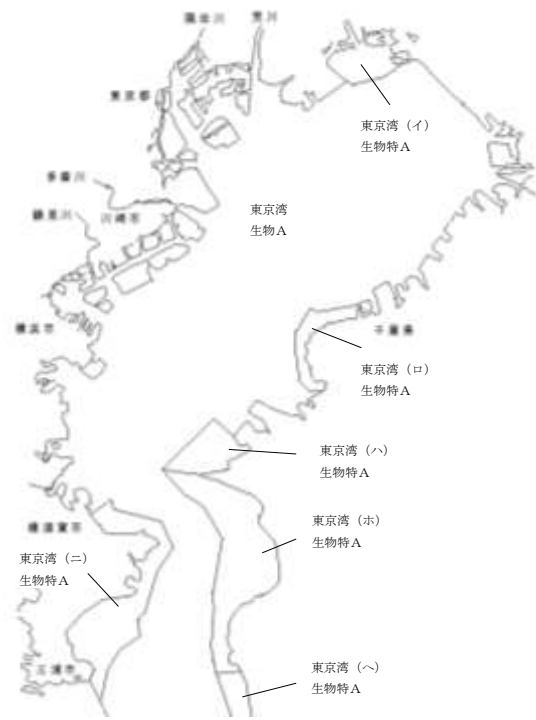 隅田川
荒川
東京都
東京湾(イ)
生物特A
多摩川
川崎市
鶴見川
東京湾
生物A
横浜市
千葉県
東京湾(ロ)
生物特A
東京湾(ハ)
生物特A
東京湾(ホ)
生物特A
横須賀市
東京湾(ニ)
生物特A
三浦市
東京湾(ヘ)
生物特A